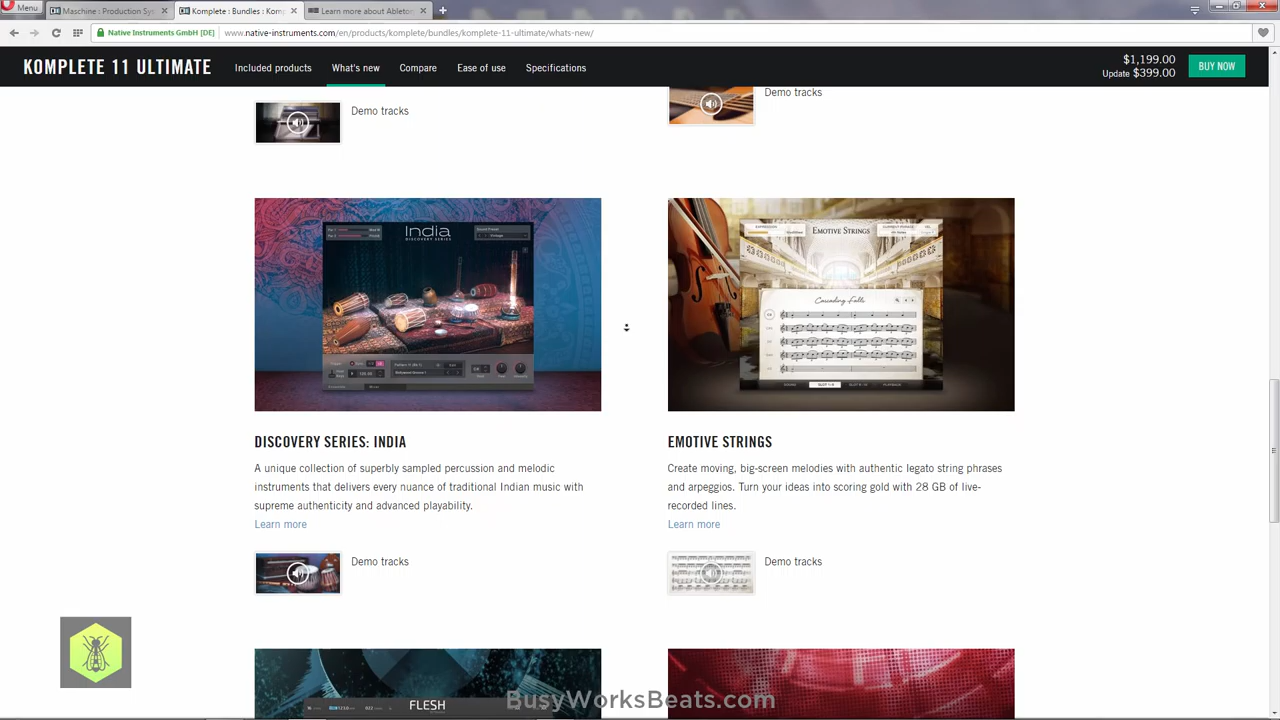 Menu
Maschine : Production Sys
Komplete : Bundles : Komp
Learn more about Ableton
Native Instruments GmbH [DE]
www.native-instruments.com/en/products/komplete/bundles/komplete-11-ultimate/whats-new/
KOMPLETE 11 ULTIMATE
Included products
What's new
Compare
Ease of use
Specifications
$1,199.00
Update $399.00
BUY NOW
Demo tracks
Demo tracks
India
DISCOVERY SERIES
EMOTIVE STRINGS
Cascading Falls
DISCOVERY SERIES: INDIA
A unique collection of superbly sampled percussion and melodic
instruments that delivers every nuance of traditional Indian music with
supreme authenticity and advanced playability.
Learn more
Demo tracks
EMOTIVE STRINGS
Create moving, big-screen melodies with authentic legato string phrases
and arpeggios. Turn your ideas into scoring gold with 28 GB of live-
recorded lines.
Learn more
Demo tracks
FLESH
BusyWorksBeats.com